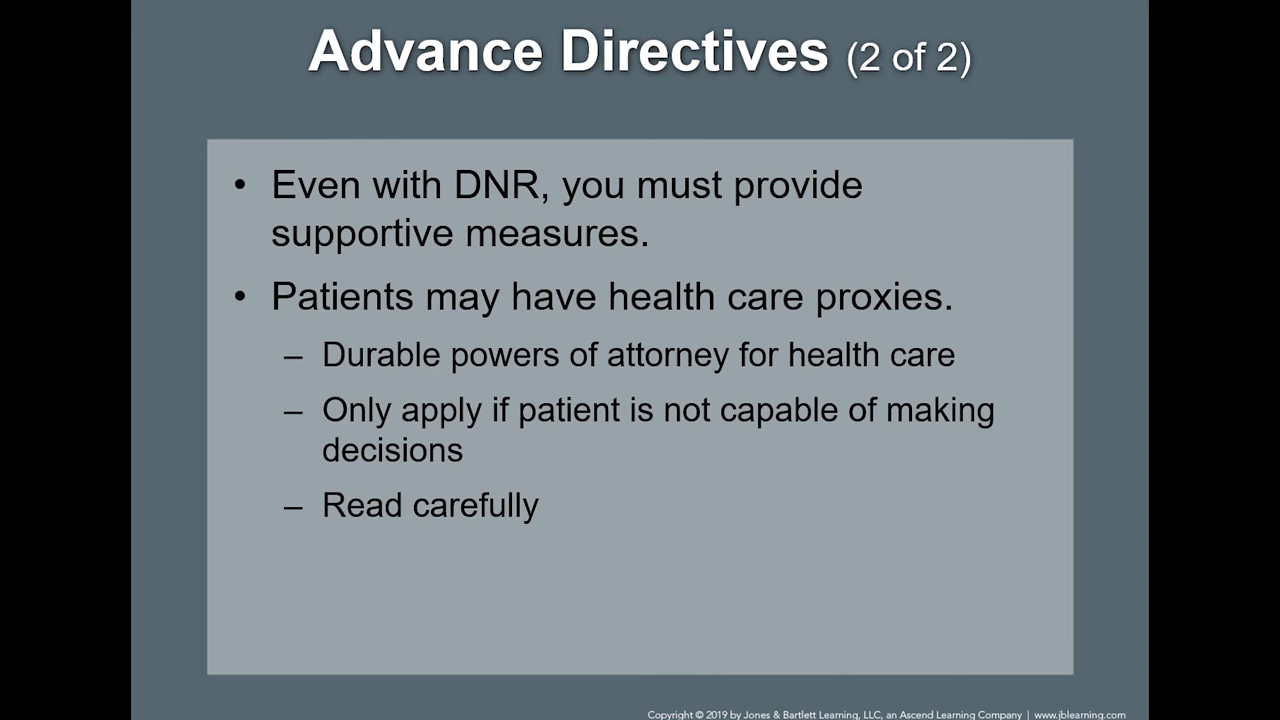 Advance Directives (2 of 2)
• Even with DNR, you must provide
supportive measures.
• Patients may have health care proxies.
– Durable powers of attorney for health care
– Only apply if patient is not capable of making
decisions
– Read carefully
Copyright © 2019 by Jones & Bartlett Learning, LLC, an Ascend Learning Company | www.jblearning.com